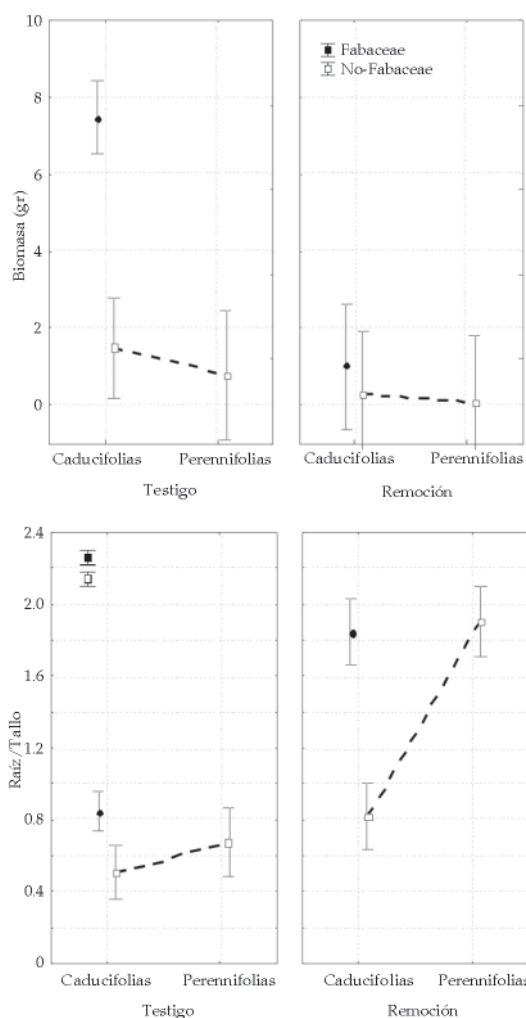 10
8
6
4
2
0
Biomasa (gr)
Fabaceae
No-Fabaceae
Caducifolias Perennifolias Caducifolias Perennifolias
Testigo Remoción
2.4
2.0
1.6
1.2
0.8
0.4
0
Raíz/Tallo
Caducifolias Perennifolias Caducifolias Perennifolias
Testigo Remoción